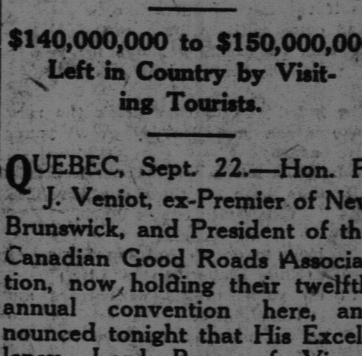 $140,000,000 to $150,000,00
Left in Country by Visit-
ing Tourists.
QUEBEC, Sept. 22.—Hon. P
J. Veniot, ex-Premier of Nev
Brunswick, and President of th
Canadian Good Roads Associa
tion, now holding their twelft
annual convention here, an
nounced tonight that His Excel